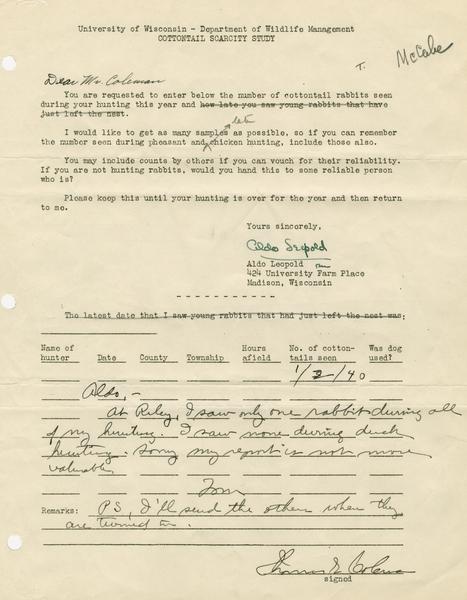 University of Wisconsin - Department of Wildlife Management
COTTONTAIL SCARCITY STUDY
T. McCabe
Dear Mr. Coleman
You are requested to enter below the number of cottontail rabbits seen
during your hunting this year and how late you saw young rabbits that have
just left the nest.
late
I would like to get as many samples as possible, so if you can remember
the number seen during pheasant and chicken hunting, include those also.
You may include counts by others if you can vouch for their reliability.
If you are not hunting rabbits, would you hand this to some reliable person
who is?
Please keep this until your hunting is over for the year and then return
to me.
Yours sincerely,
Aldo Leopold
Aldo Leopold
424 University Farm Place
Madison, Wisconsin
- - - - - - - - - - -
The latest date that I saw young rabbits that had just left the nest was:
Name of hunter Date County Township Hours afield No. of cotton-tails seen Was dog used?
1/2/40
Aldo,-
At Riley, I saw only one rabbit during all
of my hunting. I saw none during duck
hunting. Sorry my report is not more
valuable.
Tom
Remarks: PS, I'll send the others when they
are turned in.
Thomas Coleman
signed